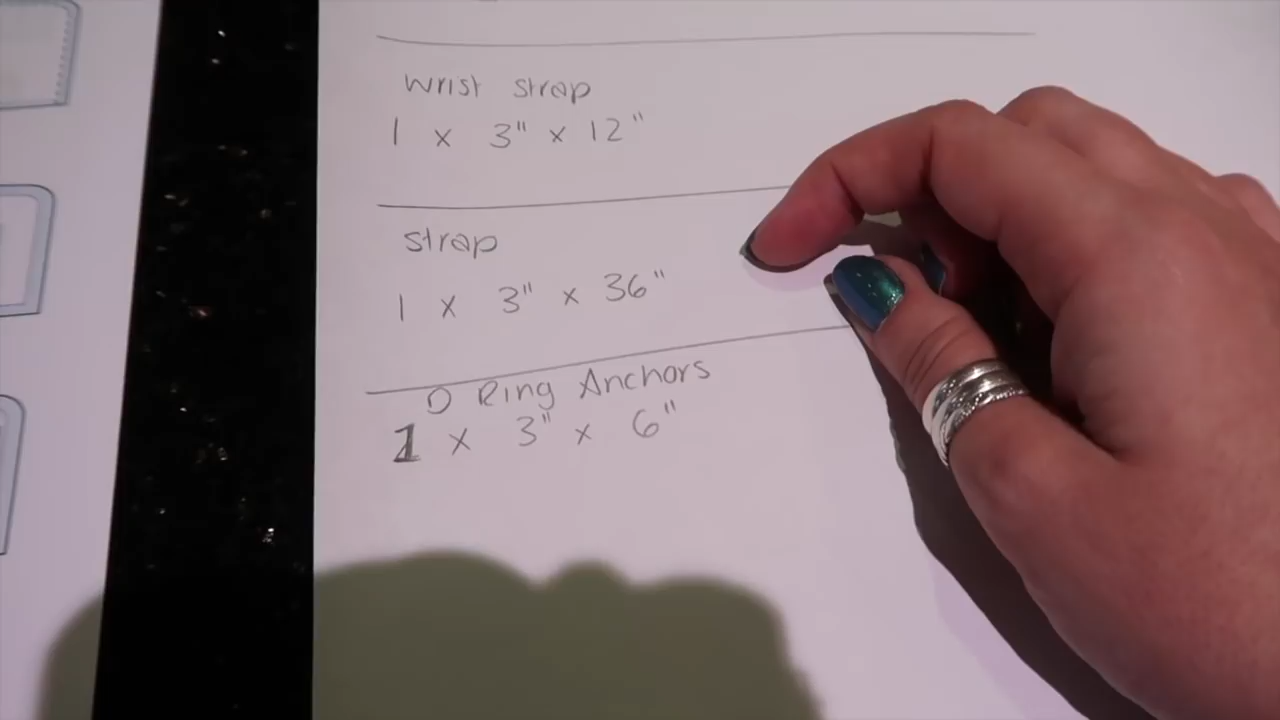 Wrist strap
1 x 3" x 12"
strap
1 x 3" x 36"
D Ring Anchors
1 x 3" x 6"